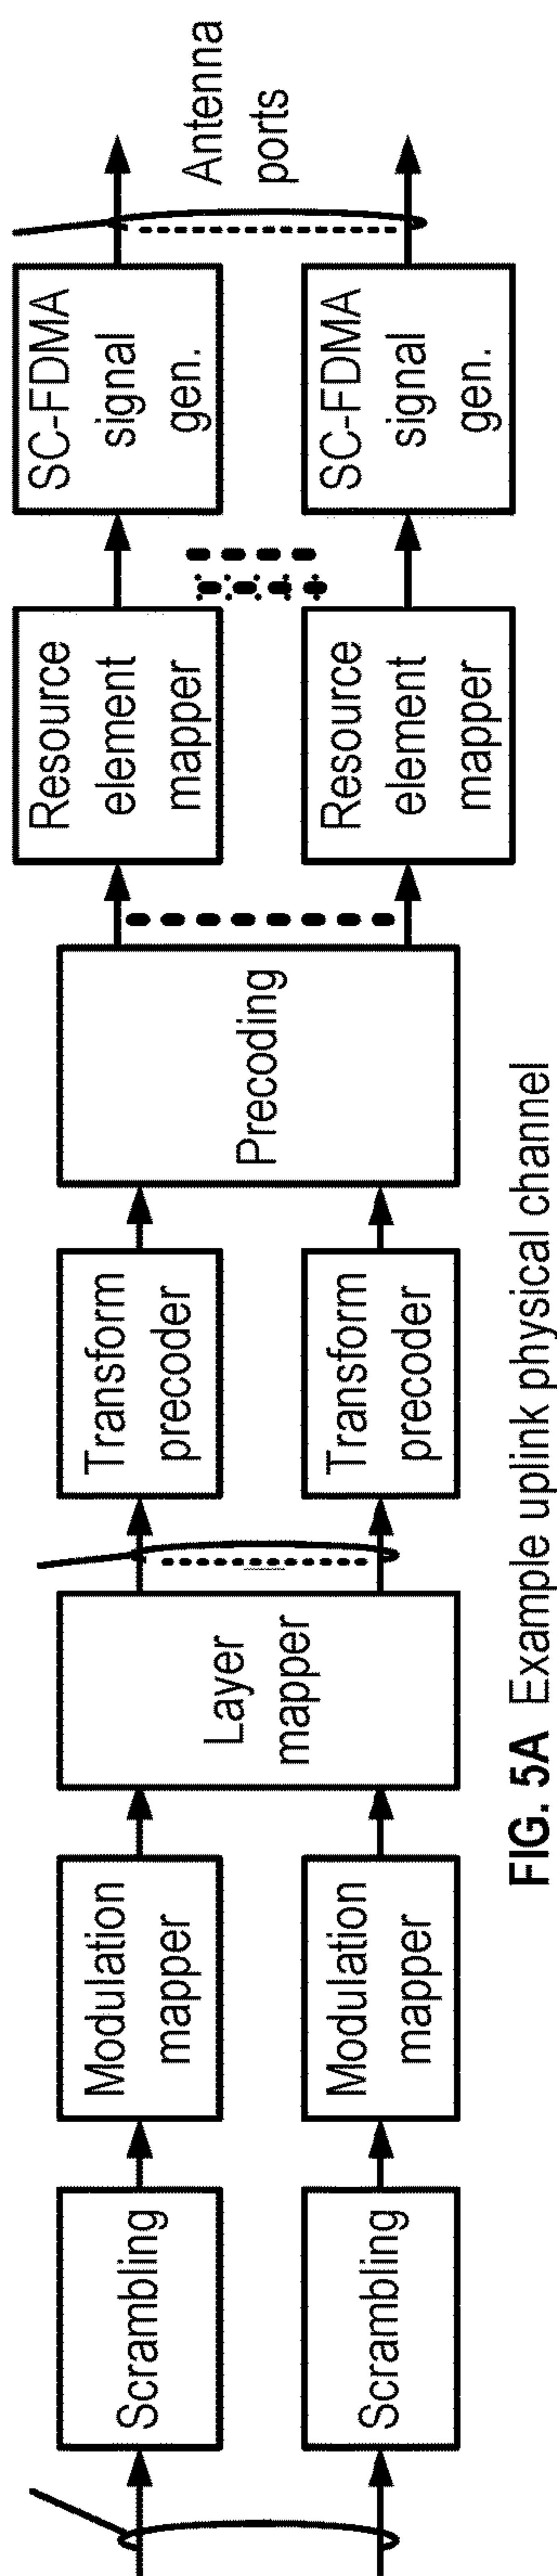 Scrambling
Scrambling
Modulation
mapper
Modulation
mapper
Layer
mapper
Transform
precoder
Transform
precoder
Precoding
Resource
element
mapper
Resource
element
mapper
SC-FDMA
signal
gen.
SC-FDMA
signal
gen.
Antenna
ports
FIG. 5A Example uplink physical channel